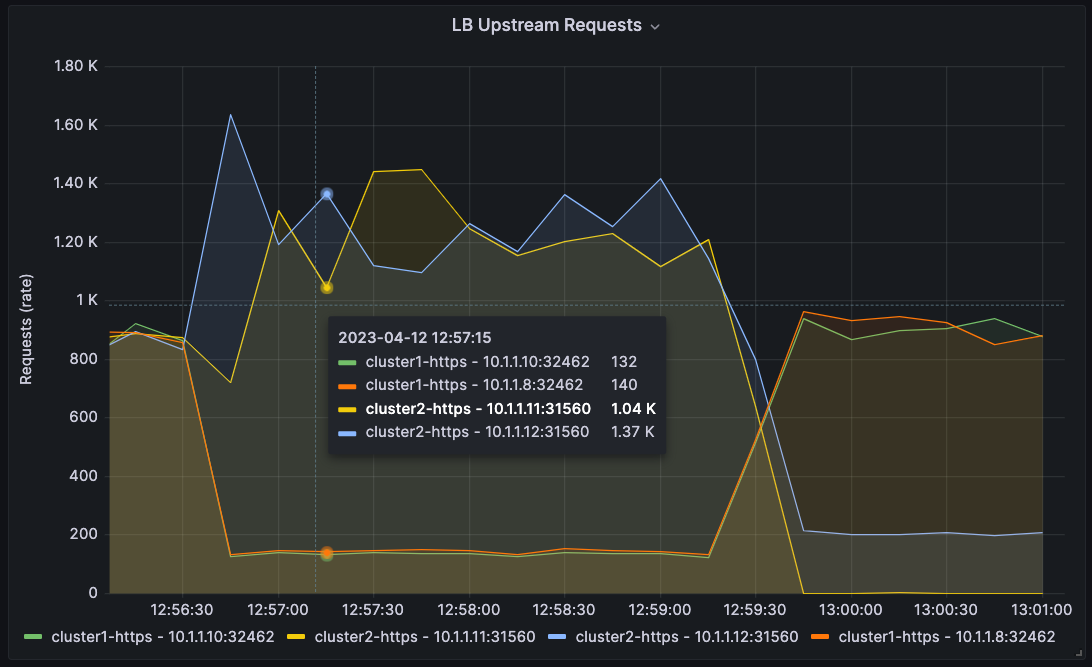 LB Upstream Requests
Requests (rate)
1.80 K
1.60 K
1.40 K
1.20 K
1 K
800
600
400
200
0
2023-04-12 12:57:15
cluster1-https - 10.1.1.10:32462 132
cluster1-https - 10.1.1.8:32462 140
cluster2-https - 10.1.1.11:31560 1.04 K
cluster2-https - 10.1.1.12:31560 1.37 K
12:56:30 12:57:00 12:57:30 12:58:00 12:58:30 12:59:00 12:59:30 13:00:00 13:00:30 13:01:00
cluster1-https - 10.1.1.10:32462 cluster2-https - 10.1.1.11:31560 cluster2-https - 10.1.1.12:31560 cluster1-https - 10.1.1.8:32462